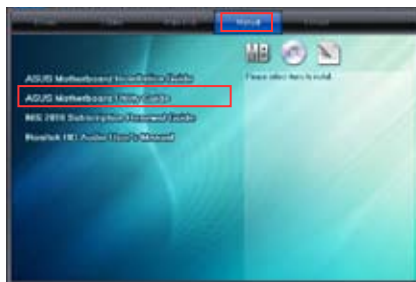 Manual
ASUS Motherboard Installation Guide
Please select item to install.
ASUS Motherboard Utility Guide
NIS 2010 Subscription Renewal Guide
Realtek HD Audio User's Manual